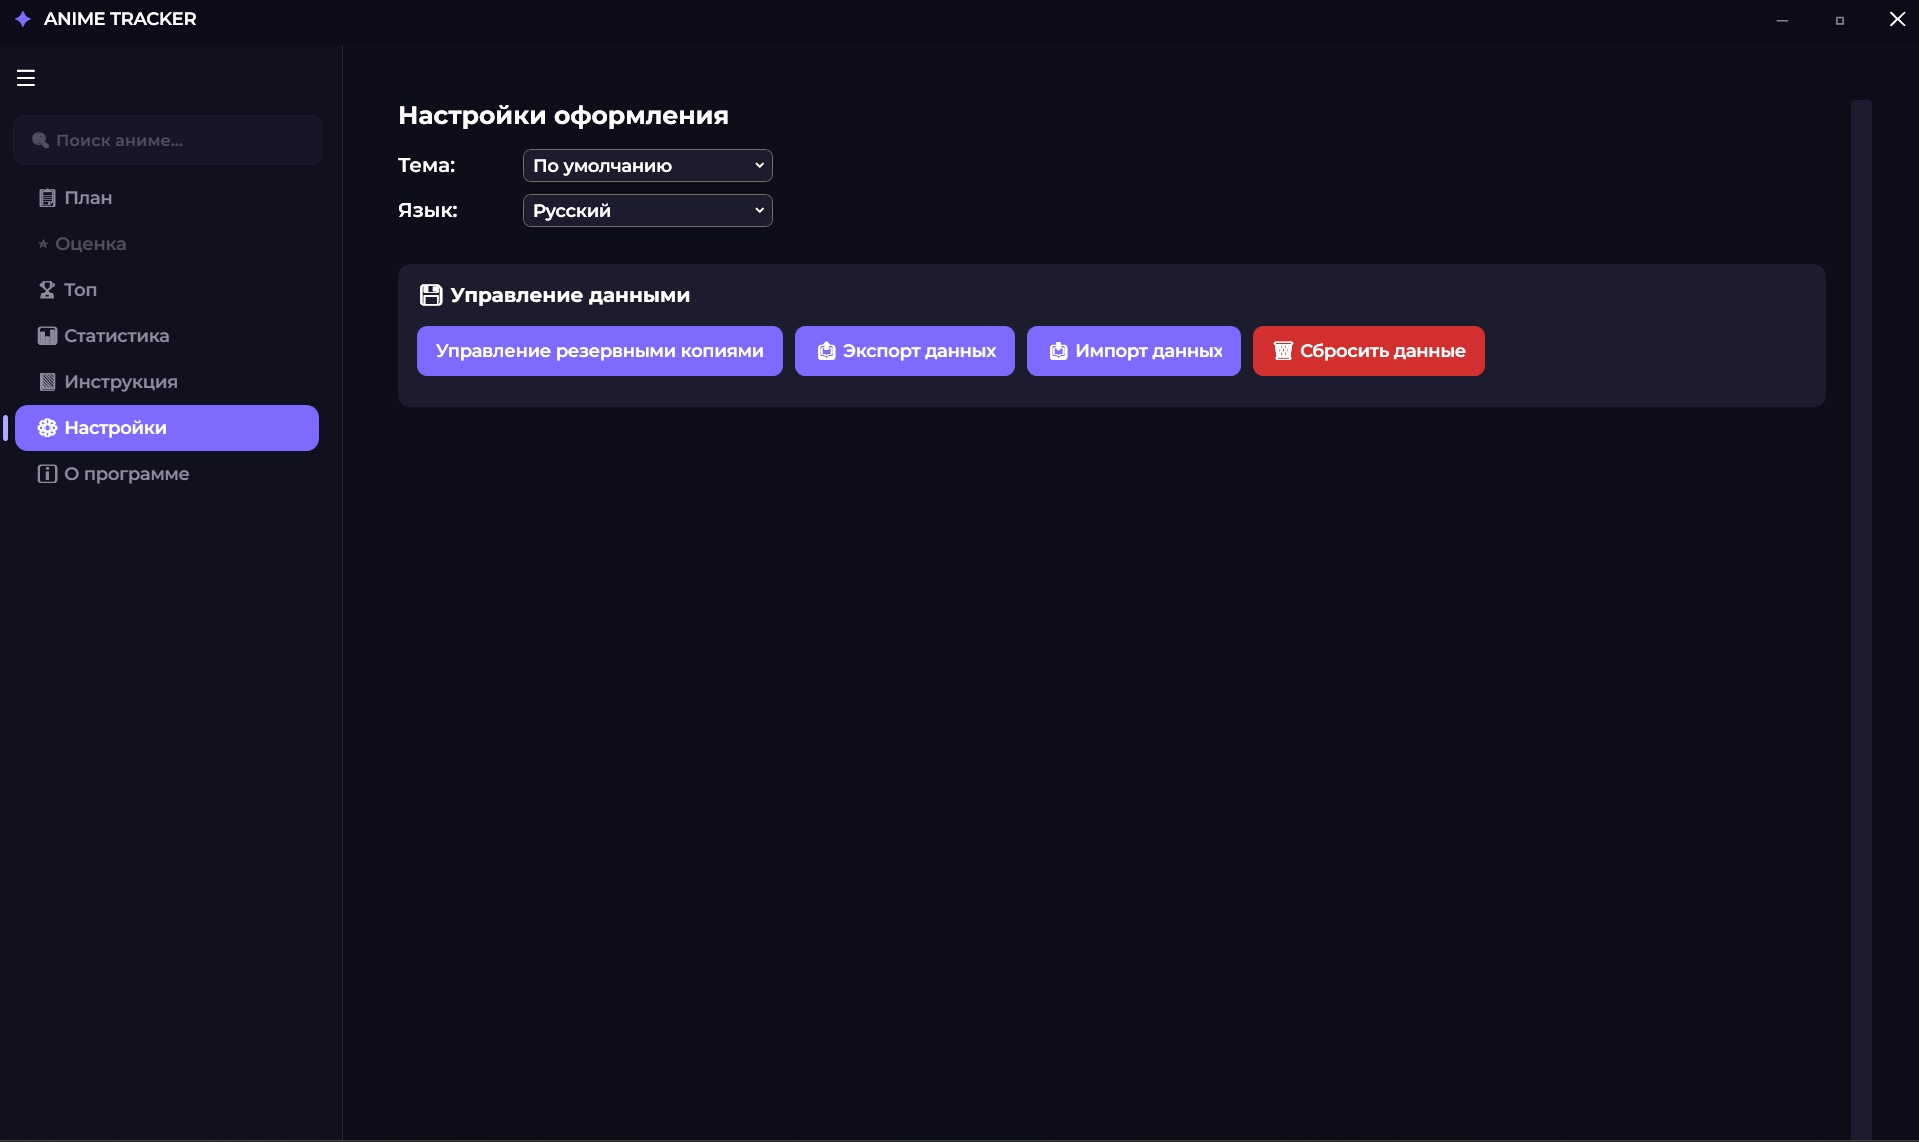 ANIME TRACKER
Поиск аниме...
План
Оценка
Топ
Статистика
Инструкция
Настройки
О программе
Настройки оформления
Тема: По умолчанию
Язык: Русский
Управление данными
Управление резервными копиями Экспорт данных Импорт данных Сбросить данные